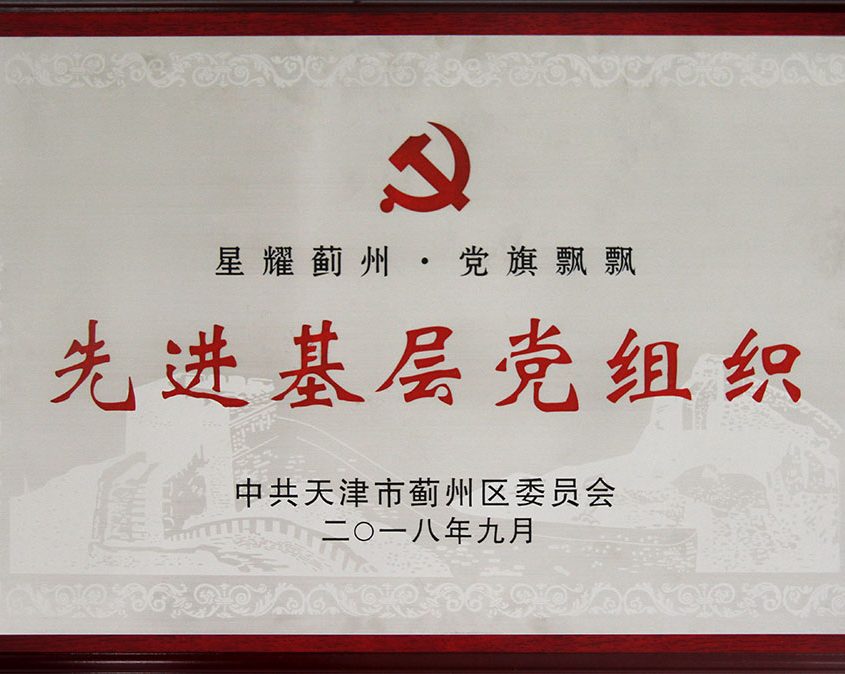 星耀蓟州·党旗飘飘
先进基层党组织
中共天津市蓟州区委员会
二〇一八年九月